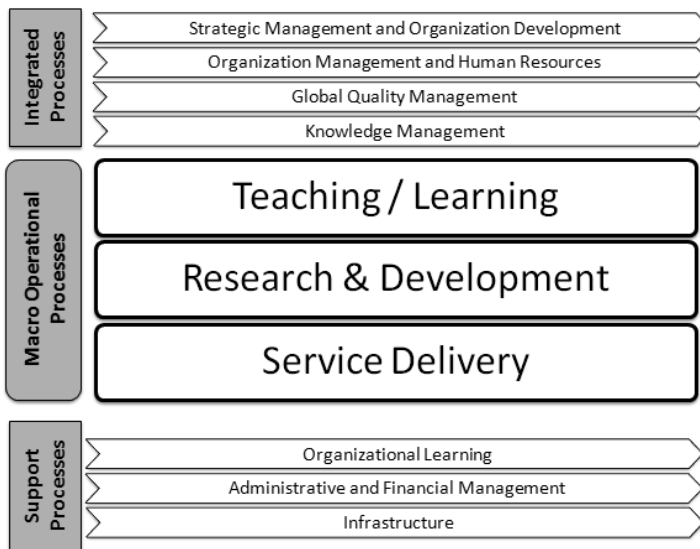 Integrated
Processes
Strategic Management and Organization Development
Organization Management and Human Resources
Global Quality Management
Knowledge Management
Macro Operational
Processes
Teaching / Learning
Research & Development
Service Delivery
Support
Processes
Organizational Learning
Administrative and Financial Management
Infrastructure